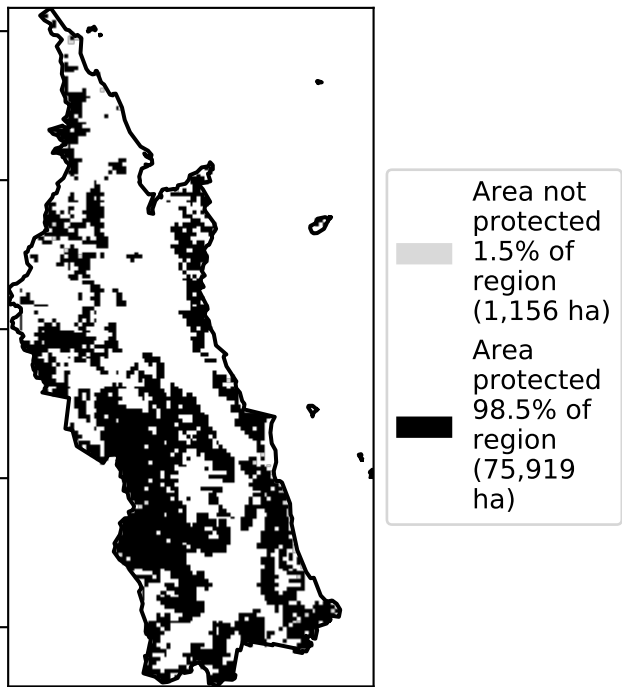 Area not
protected
1.5% of
region
(1,156 ha)
Area
protected
98.5% of
region
(75,919
ha)